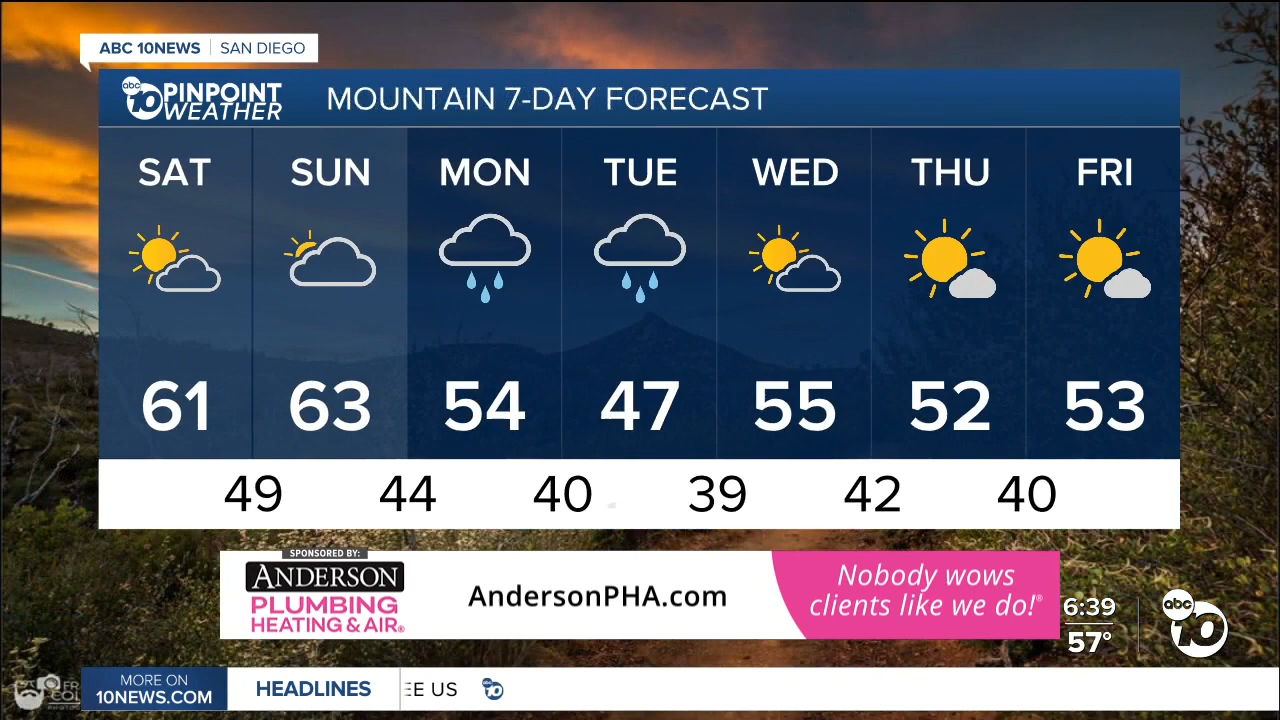 ABC 10NEWS | SAN DIEGO
abc 10 PINPOINT WEATHER
MOUNTAIN 7-DAY FORECAST
SAT SUN MON TUE WED THU FRI
61 63 54 47 55 52 53
49 44 40 39 42 40
SPONSORED BY:
ANDERSON
PLUMBING
HEATING & AIR®
AndersonPHA.com
Nobody wows
clients like we do!®
6:39
57°
abc 10
MORE ON
10NEWS.COM
HEADLINES
E US
abc 10